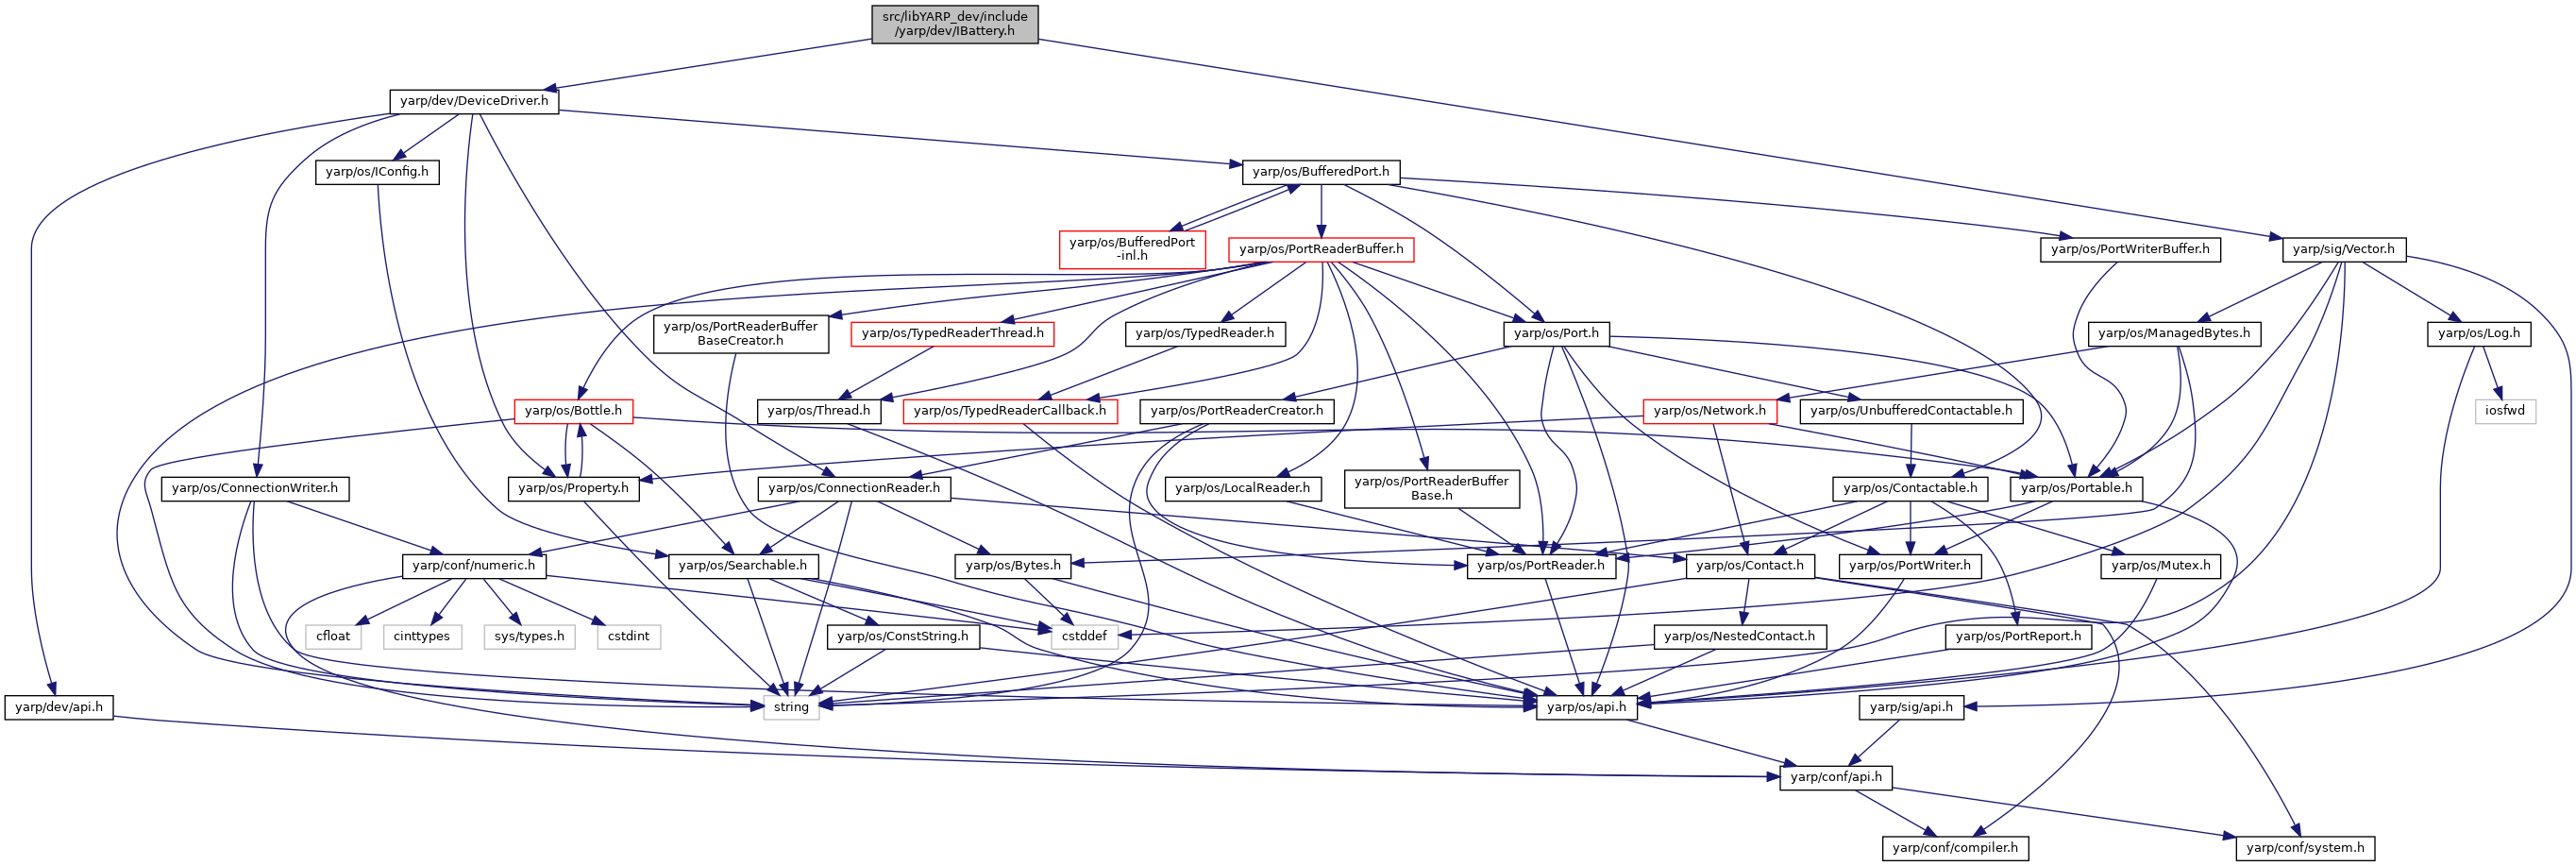 src/libYARP_dev/include
/yarp/dev/IBattery.h
yarp/dev/DeviceDriver.h
yarp/os/IConfig.h
yarp/os/BufferedPort.h
yarp/os/BufferedPort
-inl.h
yarp/os/PortReaderBuffer.h
yarp/os/PortWriterBuffer.h
yarp/sig/Vector.h
yarp/os/PortReaderBuffer
BaseCreator.h
yarp/os/TypedReaderThread.h
yarp/os/TypedReader.h
yarp/os/Port.h
yarp/os/ManagedBytes.h
yarp/os/Log.h
yarp/os/Bottle.h
yarp/os/Thread.h
yarp/os/TypedReaderCallback.h
yarp/os/PortReaderCreator.h
yarp/os/Network.h
yarp/os/UnbufferedContactable.h
iosfwd
yarp/os/ConnectionWriter.h
yarp/os/Property.h
yarp/os/ConnectionReader.h
yarp/os/LocalReader.h
yarp/os/PortReaderBuffer
Base.h
yarp/os/Contactable.h
yarp/os/Portable.h
yarp/conf/numeric.h
yarp/os/Searchable.h
yarp/os/Bytes.h
yarp/os/PortReader.h
yarp/os/Contact.h
yarp/os/PortWriter.h
yarp/os/Mutex.h
cfloat
cinttypes
sys/types.h
cstdint
yarp/os/ConstString.h
cstddef
yarp/os/NestedContact.h
yarp/os/PortReport.h
yarp/dev/api.h
string
yarp/os/api.h
yarp/sig/api.h
yarp/conf/api.h
yarp/conf/compiler.h
yarp/conf/system.h